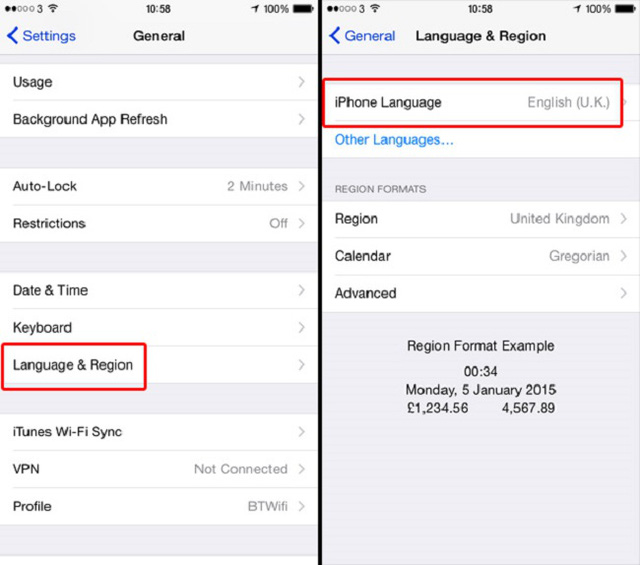 3 10:58 100%
Settings General
Usage
Background App Refresh
Auto-Lock 2 Minutes
Restrictions Off
Date & Time
Keyboard
Language & Region
iTunes Wi-Fi Sync
VPN Not Connected
Profile BTWifi
3 10:58 100%
General Language & Region
iPhone Language English (U.K.)
Other Languages...
REGION FORMATS
Region United Kingdom
Calendar Gregorian
Advanced
Region Format Example
00:34
Monday, 5 January 2015
£1,234.56 4,567.89